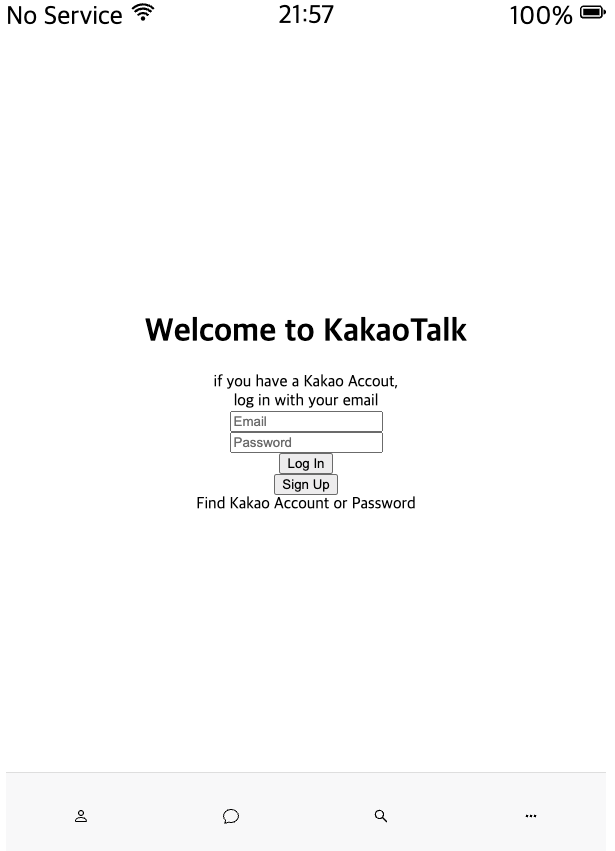 No Service 21:57 100%
Welcome to KakaoTalk
if you have a Kakao Accout,
log in with your email
Email
Password
Log In
Sign Up
Find Kakao Account or Password